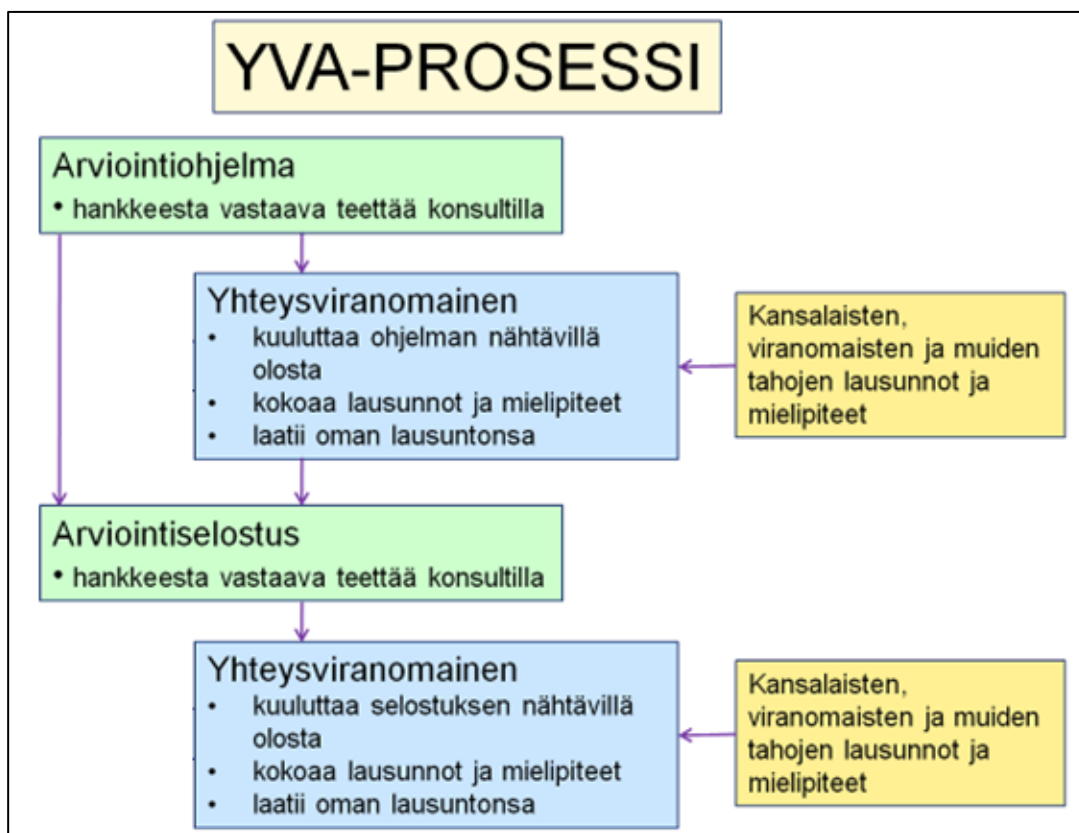 YVA-PROSESSI
Arviointiohjelma
• hankkeesta vastaava teettää konsultilla
Yhteysviranomainen
• kuuluttaa ohjelman nähtävillä
olosta
• kokoaa lausunnot ja mielipiteet
• laatii oman lausuntonsa
Kansalaisten,
viranomaisten ja muiden
tahojen lausunnot ja
mielipiteet
Arviointiselostus
• hankkeesta vastaava teettää konsultilla
Yhteysviranomainen
• kuuluttaa selostuksen nähtävillä
olosta
• kokoaa lausunnot ja mielipiteet
• laatii oman lausuntonsa
Kansalaisten,
viranomaisten ja muiden
tahojen lausunnot ja
mielipiteet